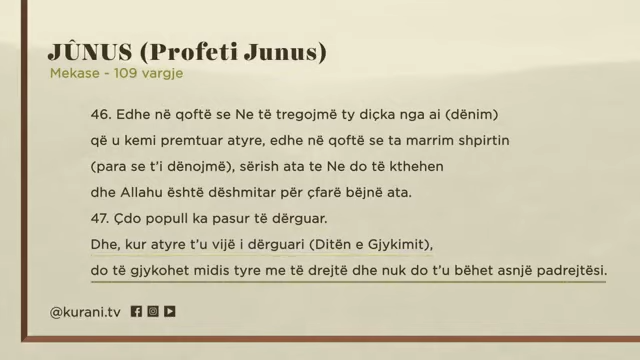 JÛNUS (Profeti Junus)
Mekase - 109 vargje
46. Edhe në qoftë se Ne të tregojmë ty diçka nga ai (dënim)
që u kemi premtuar atyre, edhe në qoftë se ta marrim shpirtin
(para se t'i dënojmë), sërish ata te Ne do të kthehen
dhe Allahu është dëshmitar për çfarë bëjnë ata.
47. Çdo popull ka pasur të dërguar.
Dhe, kur atyre t'u vijë i dërguari (Ditën e Gjykimit),
do të gjykohet midis tyre me të drejtë dhe nuk do t'u bëhet asnjë padrejtësi.
@kurani.tv